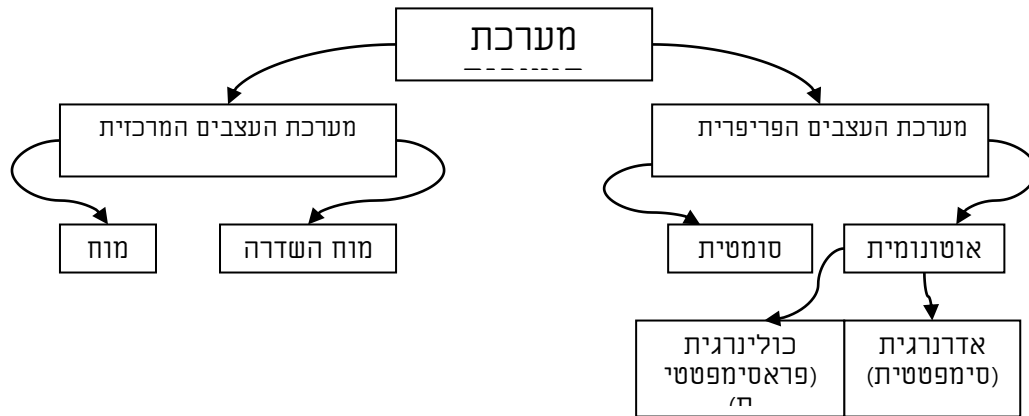 מערכת
מערכת העצבים המרכזית
מערכת העצבים הפריפרית
מוח
מוח השדרה
סומטית
אוטונומית
כולינרגית
(פראסימפטטי
ת)
אדרנרגית
(סימפטטית)